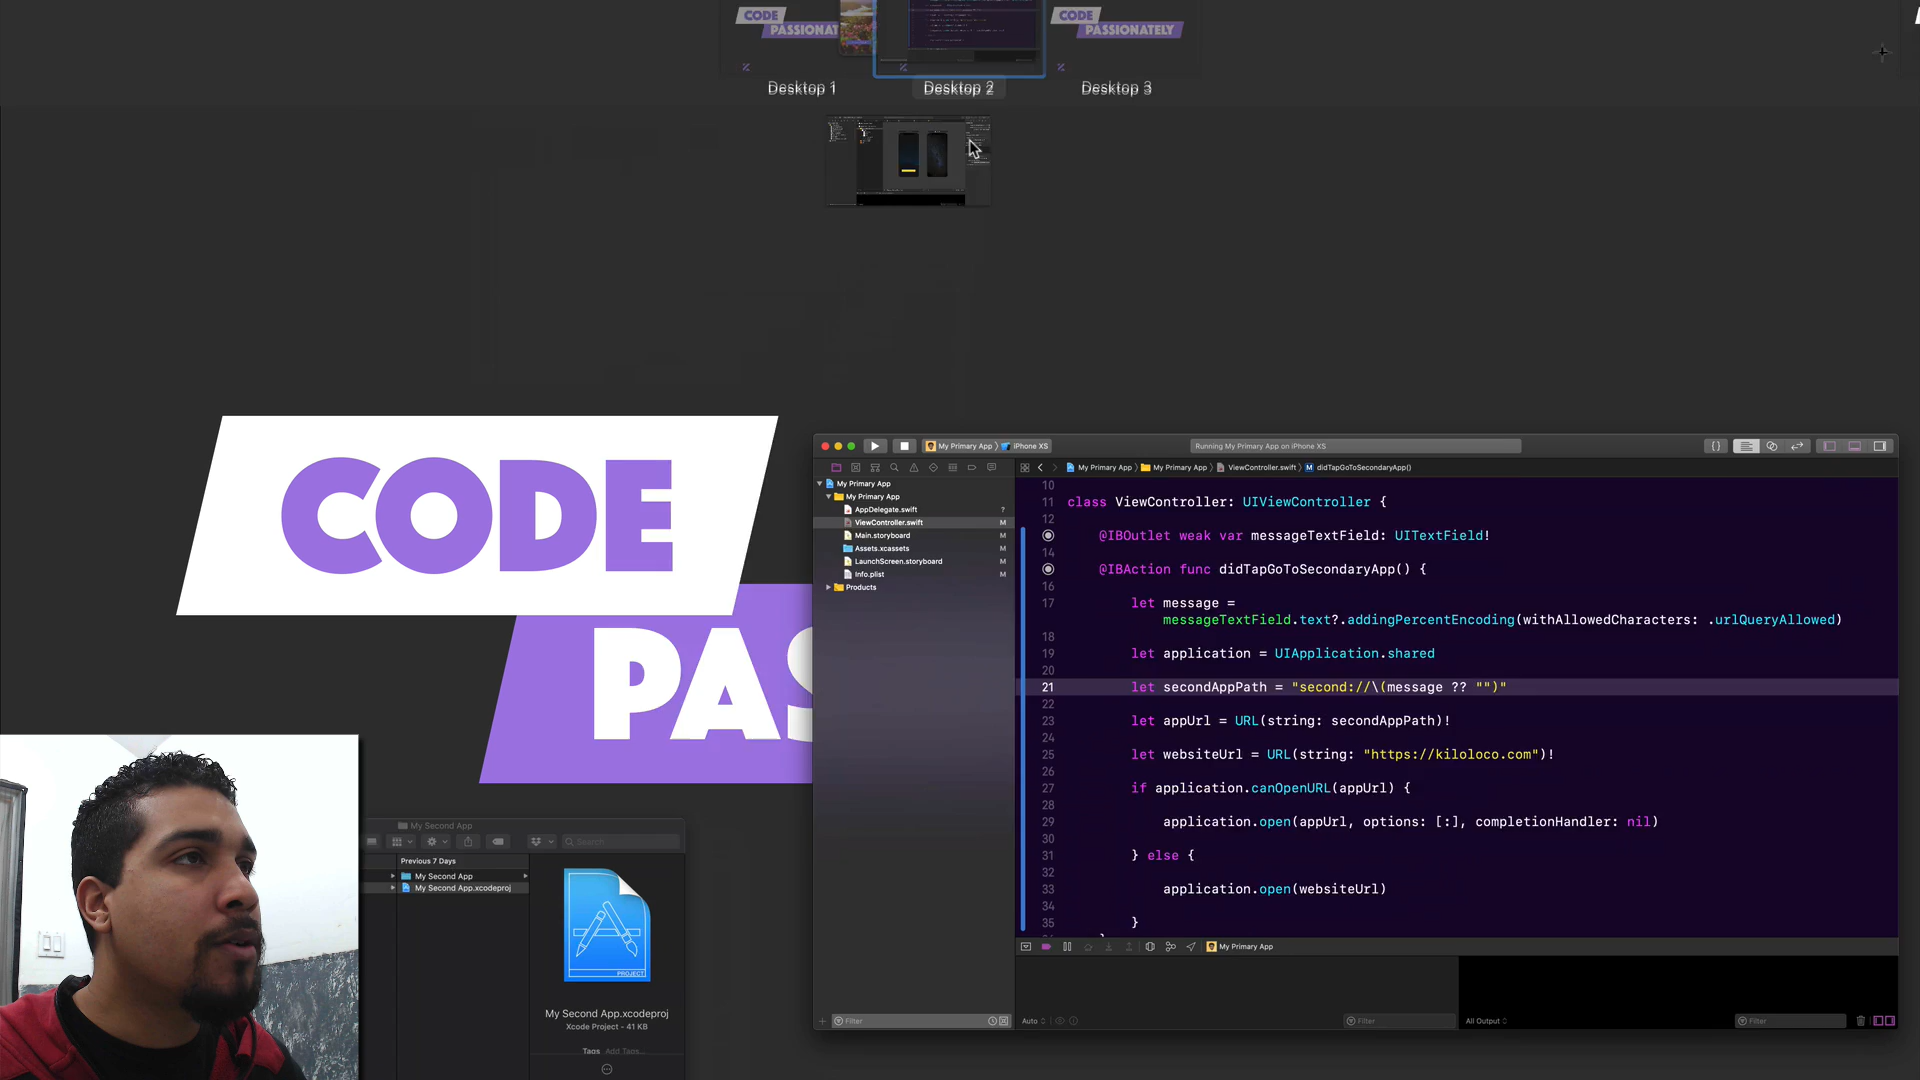 CODE
PASSIONAT
CODE
PASSIONATELY
Desktop 1
Desktop 2
Desktop 3
CODE
PAS
My Primary App
iPhone XS
Running My Primary App on iPhone XS
My Primary App
My Primary App
ViewController.swift
didTapGoToSecondaryApp()
My Primary App
My Primary App
AppDelegate.swift ?
ViewController.swift M
Main.storyboard M
Assets.xcassets M
LaunchScreen.storyboard M
Info.plist M
Products
10
11 class ViewController: UIViewController {
12
@IBOutlet weak var messageTextField: UITextField!
14
@IBAction func didTapGoToSecondaryApp() {
16
17 let message =
messageTextField.text?.addingPercentEncoding(withAllowedCharacters: .urlQueryAllowed)
18
19 let application = UIApplication.shared
20
21 let secondAppPath = "second://\(message ?? "")"
22
23 let appUrl = URL(string: secondAppPath)!
24
25 let websiteUrl = URL(string: "https://kiloloco.com")!
26
27 if application.canOpenURL(appUrl) {
28
29 application.open(appUrl, options: [:], completionHandler: nil)
30
31 } else {
32
33 application.open(websiteUrl)
34
35 }
My Primary App
Filter
Auto
Filter
All Output
Filter
My Second App
Search
Previous 7 Days
My Second App
My Second App.xcodeproj
PROJECT
My Second App.xcodeproj
Xcode Project - 41 KB
Tags Add Tags...